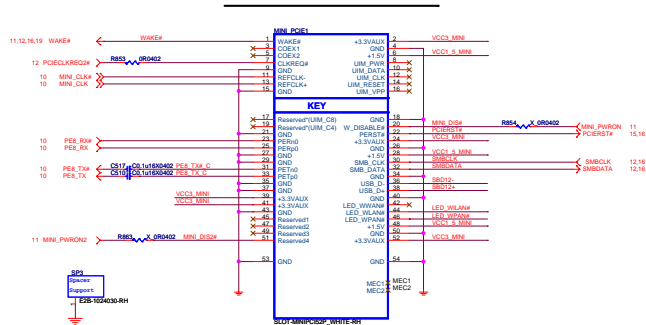 MINI_PCIE1
11,12,16,19 WAKE# WAKE# 1 WAKE# +3.3VAUX 2 VCC3_MINI
3 COEX1 GND 4
5 COEX2 +1.5V 6 VCC1_5_MINI
12 PCIECLKREQ2# R853 0R0402 7 CLKREQ# UIM_PWR 8
9 GND UIM_DATA 10
10 MINI_CLK# 11 REFCLK- UIM_CLK 12
10 MINI_CLK 13 REFCLK+ UIM_RESET 14
15 GND UIM_VPP 16
KEY
17 Reserved*(UIM_C8) GND 18
19 Reserved*(UIM_C4) W_DISABLE# 20 MINI_DIS# R854 X_0R0402 MINI_PWRON 11
21 GND PERST# 22 PCIERST# PCIERST# 15,16
10 PE8_RX# 23 PERn0 +3.3VAUX 24 VCC3_MINI
10 PE8_RX 25 PERp0 GND 26
27 GND +1.5V 28 VCC1_5_MINI
29 GND SMB_CLK 30 SMBCLK SMBCLK 12,16
10 PE8_TX# C517 C0.1u16X0402 PE8_TX#_C 31 PETn0 SMB_DATA 32 SMBDATA SMBDATA 12,16
10 PE8_TX C510 C0.1u16X0402 PE8_TX_C 33 PETp0 GND 34
35 GND USB_D- 36 SBD12-
37 GND USB_D+ 38 SBD12+
VCC3_MINI 39 +3.3VAUX GND 40
VCC3_MINI 41 +3.3VAUX LED_WWAN# 42
43 GND LED_WLAN# 44 LED_WLAN#
45 Reserved1 LED_WPAN# 46 LED_WPAN#
47 Reserved2 +1.5V 48 VCC1_5_MINI
49 Reserved3 GND 50
11 MINI_PWRON2 R863 X_0R0402 MINI_DIS2# 51 Reserved4 +3.3VAUX 52 VCC3_MINI
53 GND GND 54
MEC1 MEC1
MEC2 MEC2
SLOT-MINIPCI52P_WHITE-RH
SP3
Spacer
Support
1
E2B-1024030-RH